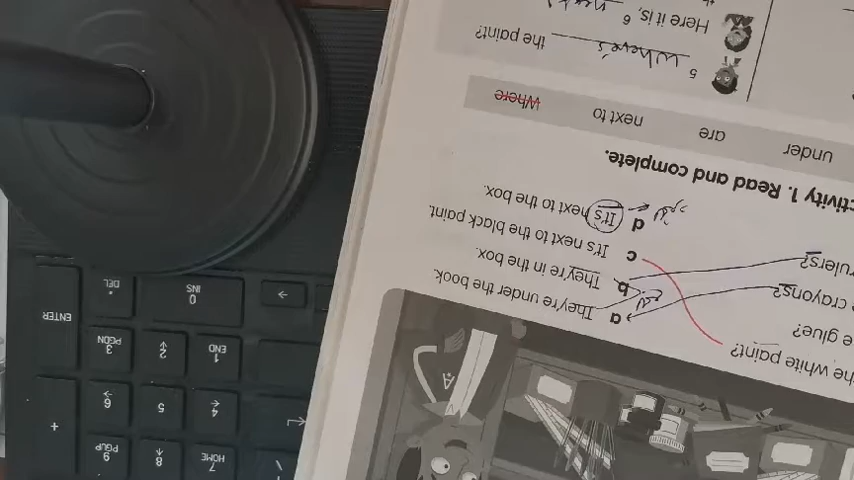 he white paint?
e glue?
e crayons?
rulers?
a They're under the book.
b They're in the box.
c It's next to the black paint.
d It's next to the box.
ctivity 1. Read and complete.
under are next to Where
5 Where's the paint?
Here it is, 6 next
7 HOME
8
9 PGUP
4
5
6
+
1 END
2
3 PGDN
ENTER
0 INS
. DEL